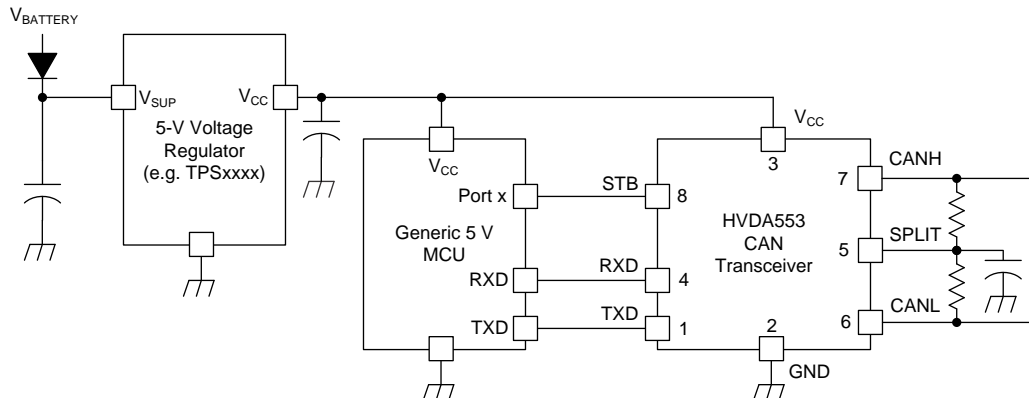 VBATTERY
VSUP
VCC
5-V Voltage
Regulator
(e.g. TPSxxxx)
VCC
Port x
Generic 5 V
MCU
RXD
TXD
STB
RXD
TXD
VCC
3
8
4
1
HVDA553
CAN
Transceiver
2
GND
7
5
6
CANH
SPLIT
CANL